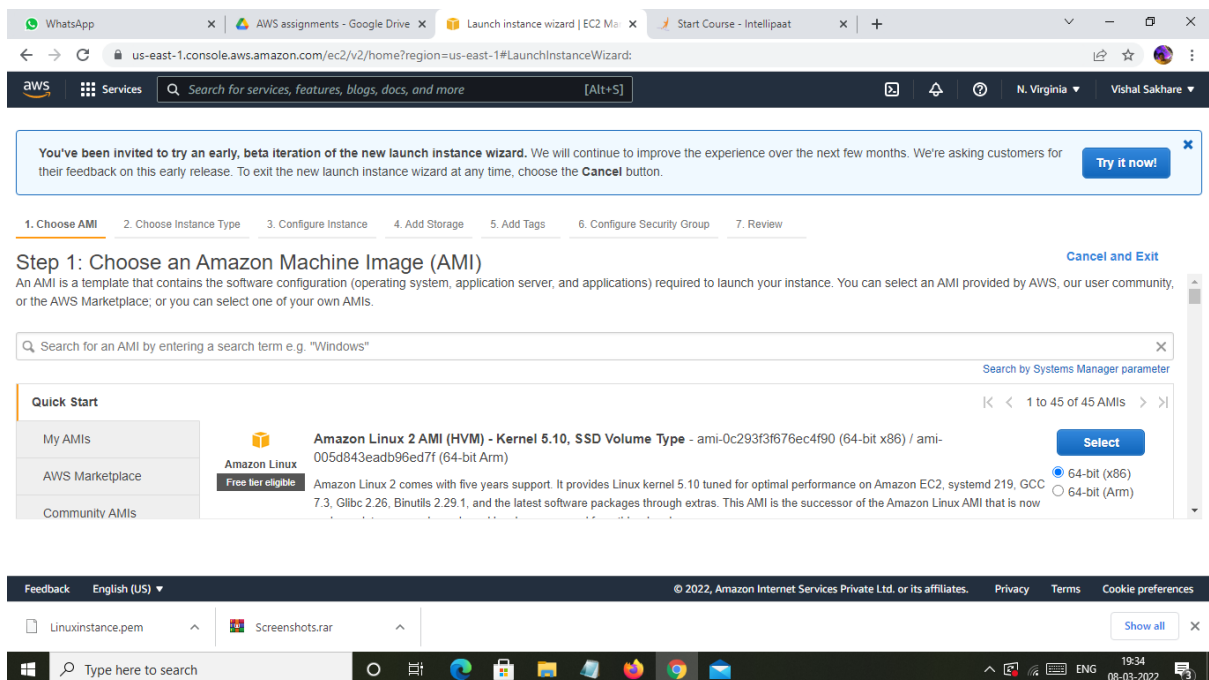 WhatsApp
AWS assignments - Google Drive
Launch instance wizard | EC2 Ma
Start Course - Intellipaat
us-east-1.console.aws.amazon.com/ec2/v2/home?region=us-east-1#LaunchInstanceWizard:
aws
Services
Search for services, features, blogs, docs, and more
[Alt+S]
N. Virginia ▼
Vishal Sakhare ▼
You've been invited to try an early, beta iteration of the new launch instance wizard. We will continue to improve the experience over the next few months. We're asking customers for
their feedback on this early release. To exit the new launch instance wizard at any time, choose the Cancel button.
Try it now!
1. Choose AMI
2. Choose Instance Type
3. Configure Instance
4. Add Storage
5. Add Tags
6. Configure Security Group
7. Review
Step 1: Choose an Amazon Machine Image (AMI)
Cancel and Exit
An AMI is a template that contains the software configuration (operating system, application server, and applications) required to launch your instance. You can select an AMI provided by AWS, our user community,
or the AWS Marketplace; or you can select one of your own AMIs.
Search for an AMI by entering a search term e.g. "Windows"
Search by Systems Manager parameter
Quick Start
1 to 45 of 45 AMIs
My AMIs
AWS Marketplace
Community AMIs
Amazon Linux
Free tier eligible
Amazon Linux 2 AMI (HVM) - Kernel 5.10, SSD Volume Type - ami-0c293f3f676ec4f90 (64-bit x86) / ami-
005d843eadb96ed7f (64-bit Arm)
Amazon Linux 2 comes with five years support. It provides Linux kernel 5.10 tuned for optimal performance on Amazon EC2, systemd 219, GCC
7.3, Glibc 2.26, Binutils 2.29.1, and the latest software packages through extras. This AMI is the successor of the Amazon Linux AMI that is now
Select
64-bit (x86)
64-bit (Arm)
Feedback
English (US) ▼
© 2022, Amazon Internet Services Private Ltd. or its affiliates.
Privacy
Terms
Cookie preferences
Linuxinstance.pem
Screenshots.rar
Show all
Type here to search
ENG
19:34
08-03-2022
3